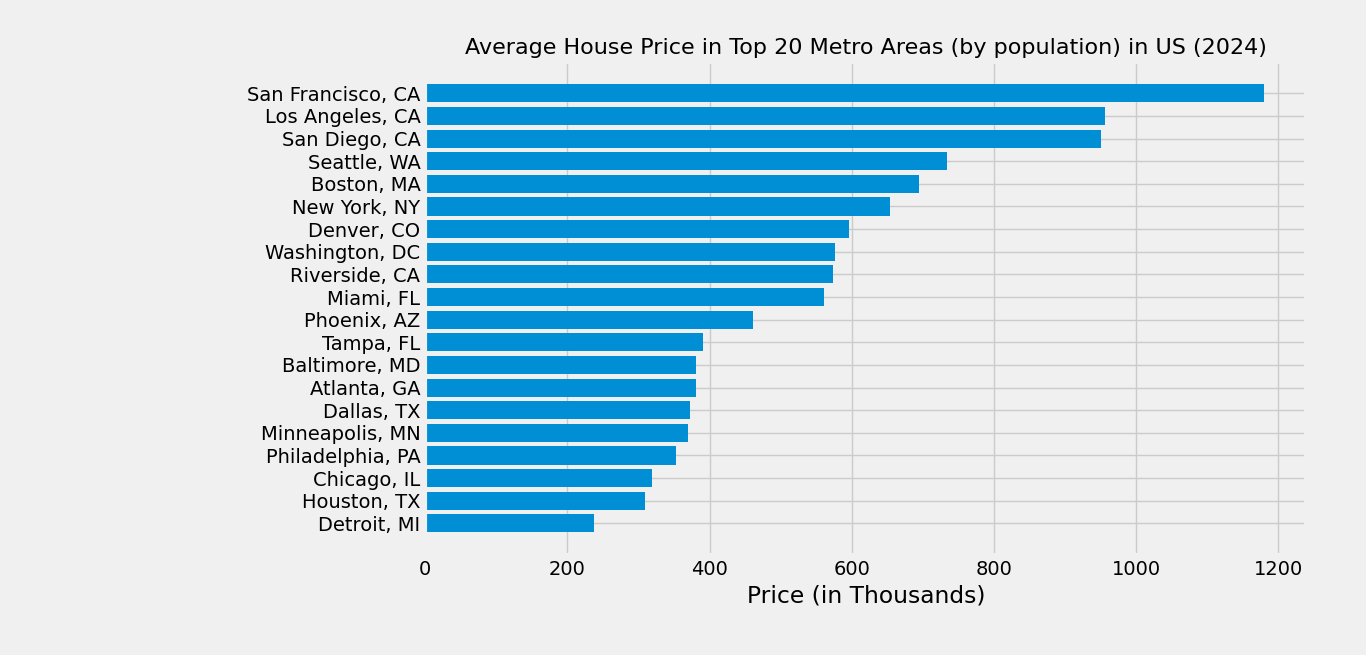 Average House Price in Top 20 Metro Areas (by population) in US (2024)
San Francisco, CA
Los Angeles, CA
San Diego, CA
Seattle, WA
Boston, MA
New York, NY
Denver, CO
Washington, DC
Riverside, CA
Miami, FL
Phoenix, AZ
Tampa, FL
Baltimore, MD
Atlanta, GA
Dallas, TX
Minneapolis, MN
Philadelphia, PA
Chicago, IL
Houston, TX
Detroit, MI
0 200 400 600 800 1000 1200
Price (in Thousands)